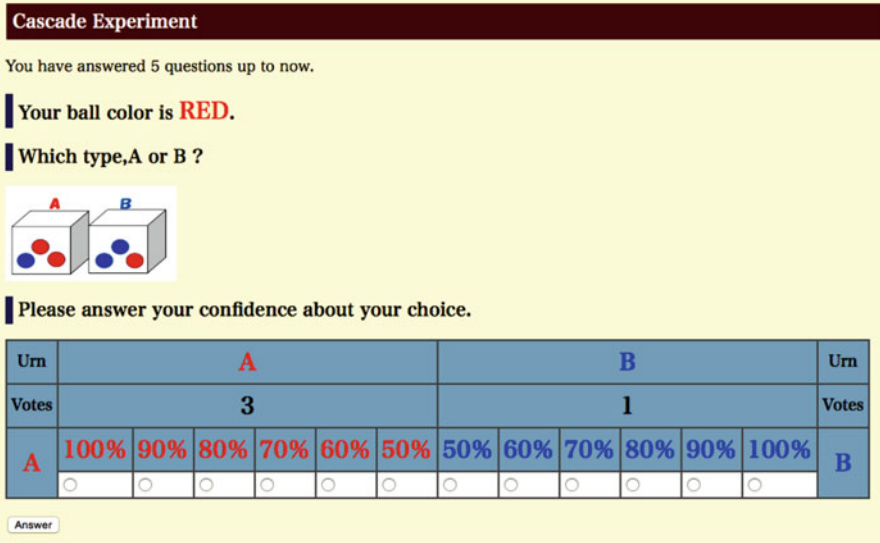 Cascade Experiment
You have answered 5 questions up to now.
Your ball color is RED.
Which type,A or B ?
A B
Please answer your confidence about your choice.
Urn A B Urn
Votes 3 1 Votes
A 100% 90% 80% 70% 60% 50% 50% 60% 70% 80% 90% 100% B
Answer